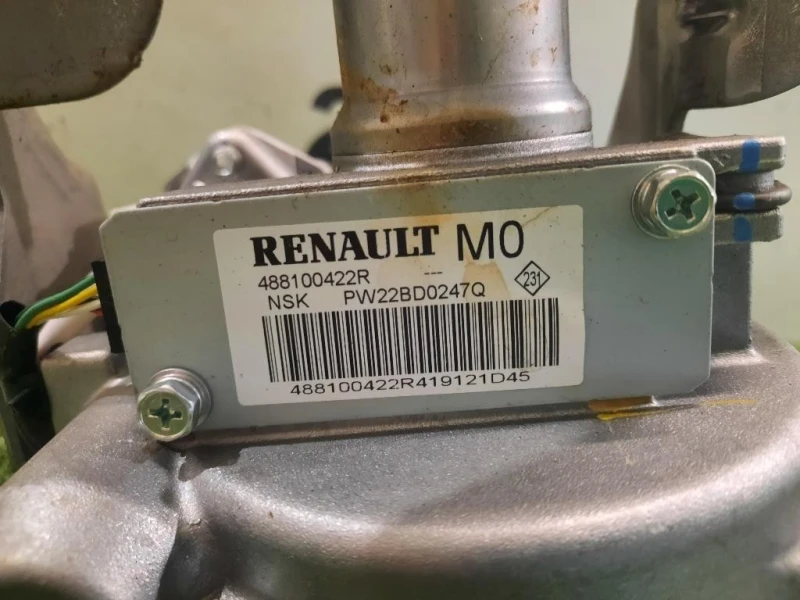 RENAULT M0
488100422R ---
NSK PW22BD0247Q 231
488100422R419121D45